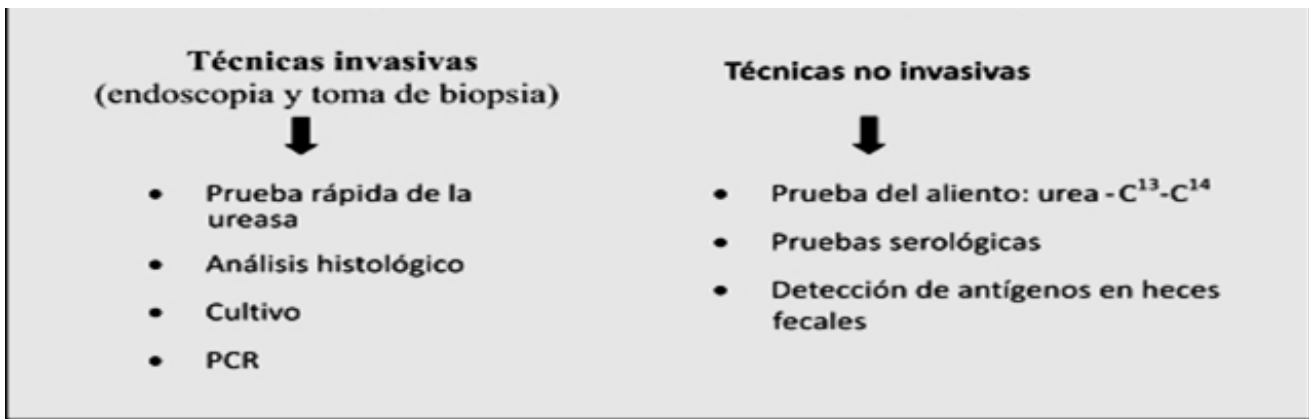 Técnicas invasivas
(endoscopia y toma de biopsia)
• Prueba rápida de la
ureasa
• Análisis histológico
• Cultivo
• PCR
Técnicas no invasivas
• Prueba del aliento: urea - C¹³-C¹⁴
• Pruebas serológicas
• Detección de antígenos en heces
fecales